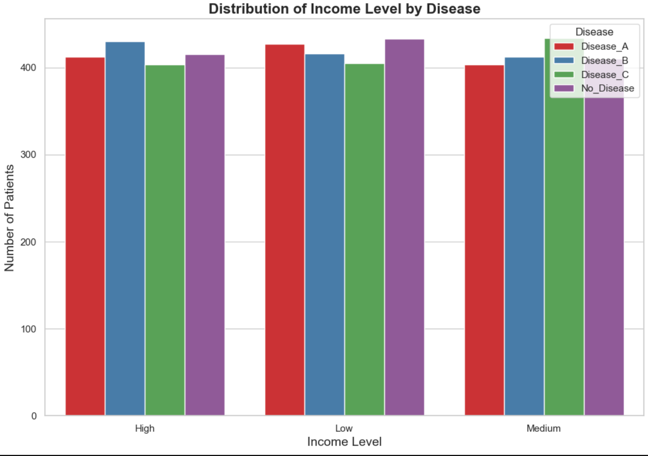 Distribution of Income Level by Disease
Number of Patients
400
300
200
100
0
Disease
Disease_A
Disease_B
Disease_C
No_Disease
High
Low
Medium
Income Level